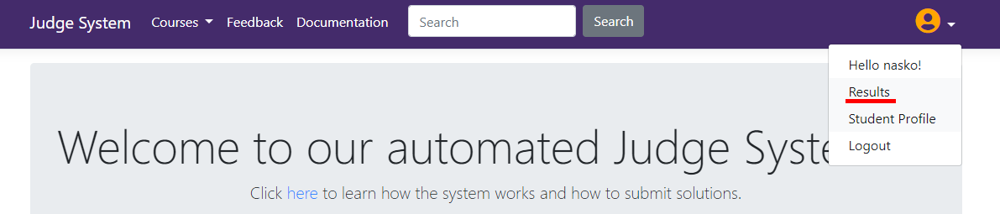 Judge System Courses Feedback Documentation Search Search
Hello nasko!
Results
Student Profile
Logout
Welcome to our automated Judge Syste
Click here to learn how the system works and how to submit solutions.